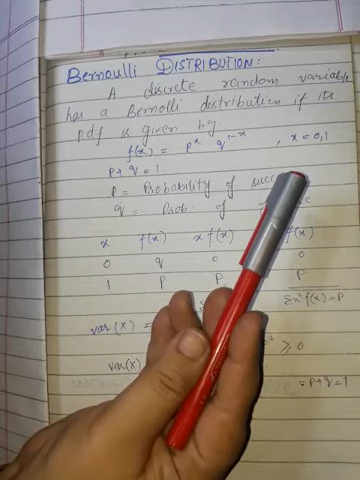 Bernoulli DISTRIBUTION:
A discrete random variable
has a Bernolli distribution if its
pdf is given by
f(x) = p^x q^1-x , x = 0,1
p + q = 1
p = Probability of succ
q = Prob. of
x f(x) x f(x) f(x)
0 q 0 0
1 p p p
Σx² f(x) = p
var (x) =
≥ 0
var(x)
∵ p+q=1